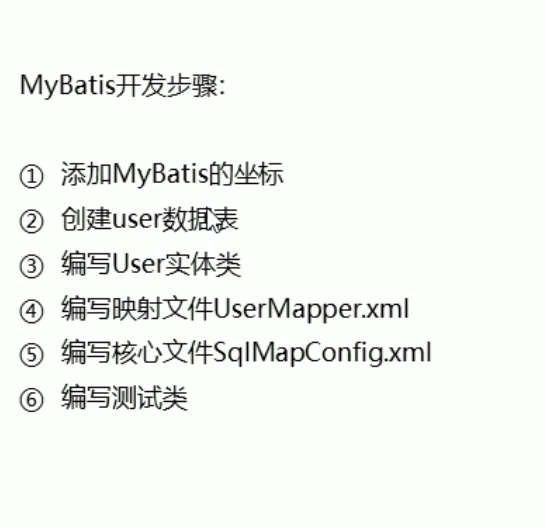 MyBatis开发步骤:
① 添加MyBatis的坐标
② 创建user数据表
③ 编写User实体类
④ 编写映射文件UserMapper.xml
⑤ 编写核心文件SqlMapConfig.xml
⑥ 编写测试类